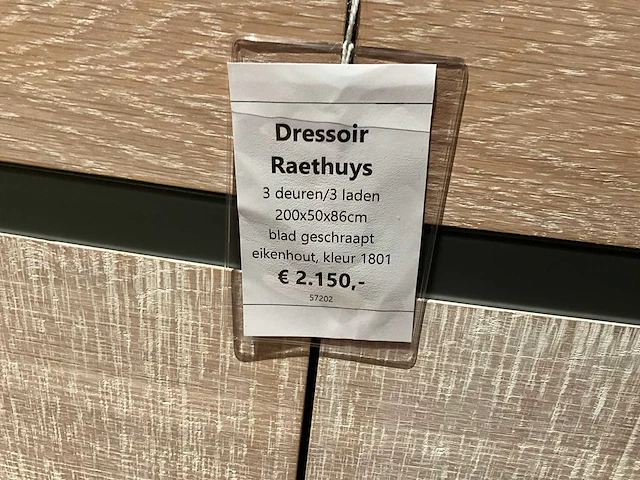 Dressoir
Raethuys
3 deuren/3 laden
200x50x86cm
blad geschraapt
eikenhout, kleur 1801
€ 2.150,-
57202